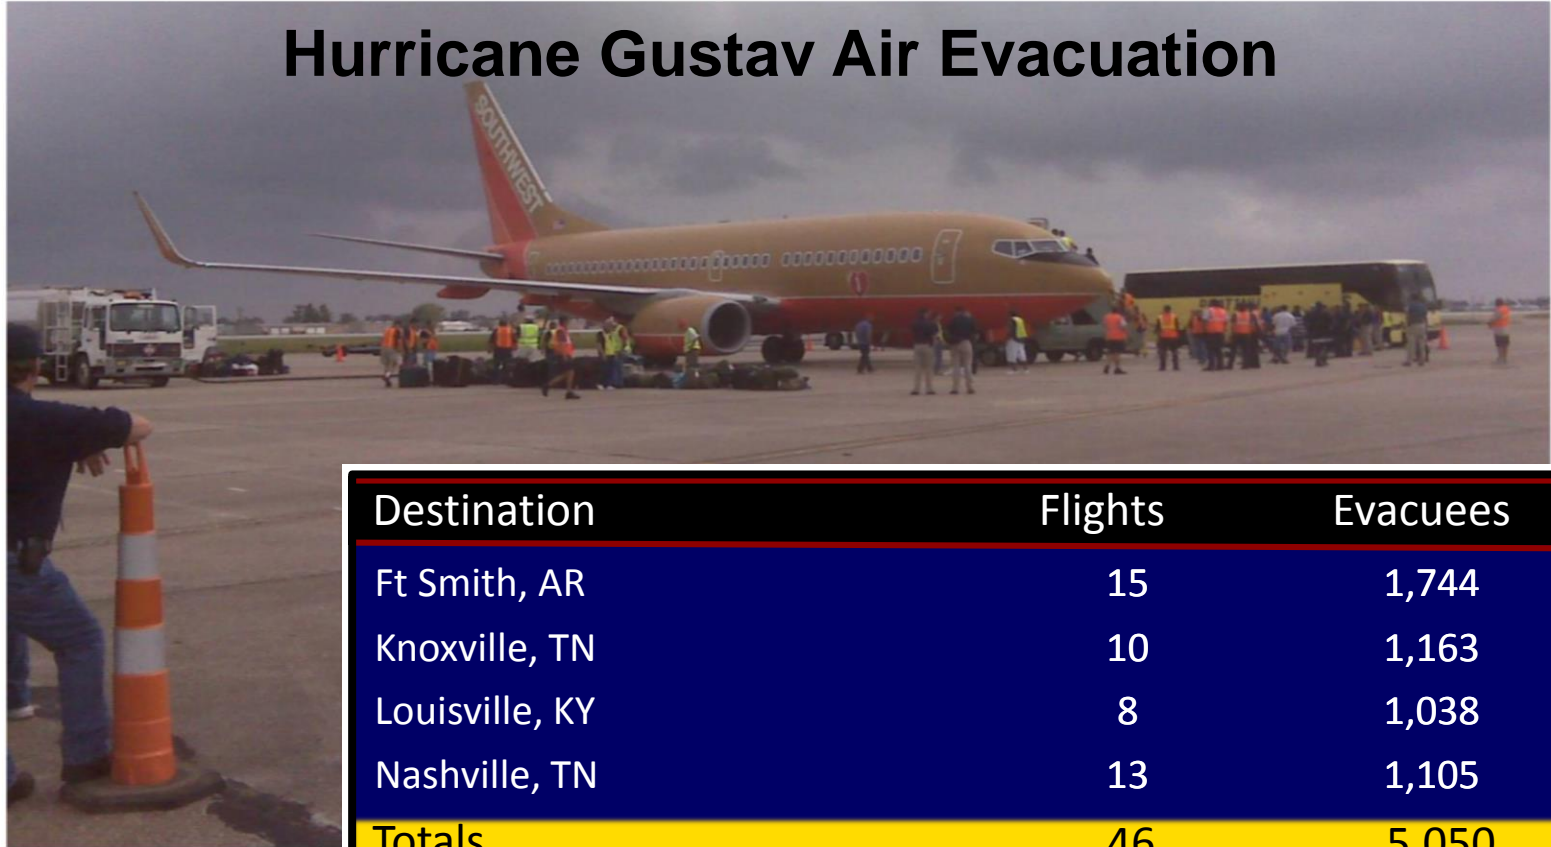 Hurricane Gustav Air Evacuation
SOUTHWEST
Destination Flights Evacuees
Ft Smith, AR 15 1,744
Knoxville, TN 10 1,163
Louisville, KY 8 1,038
Nashville, TN 13 1,105
Totals 46 5,050